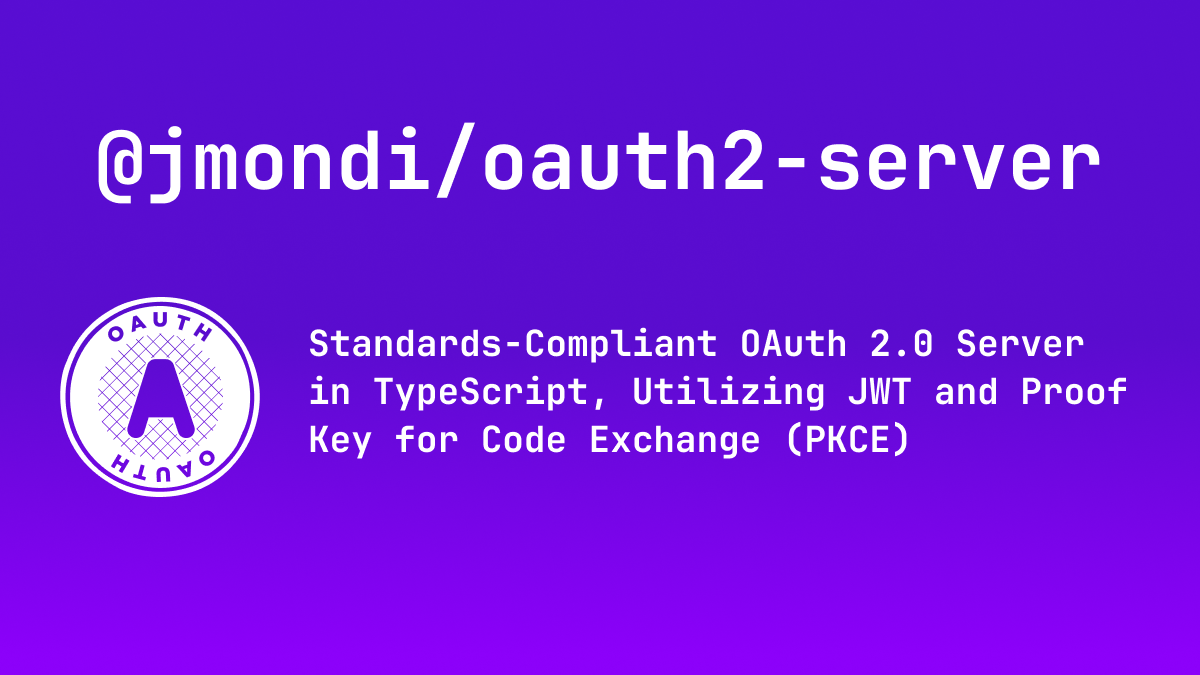 @jmondi/oauth2-server
OAUTH
A
OAUTH
Standards-Compliant OAuth 2.0 Server
in TypeScript, Utilizing JWT and Proof
Key for Code Exchange (PKCE)